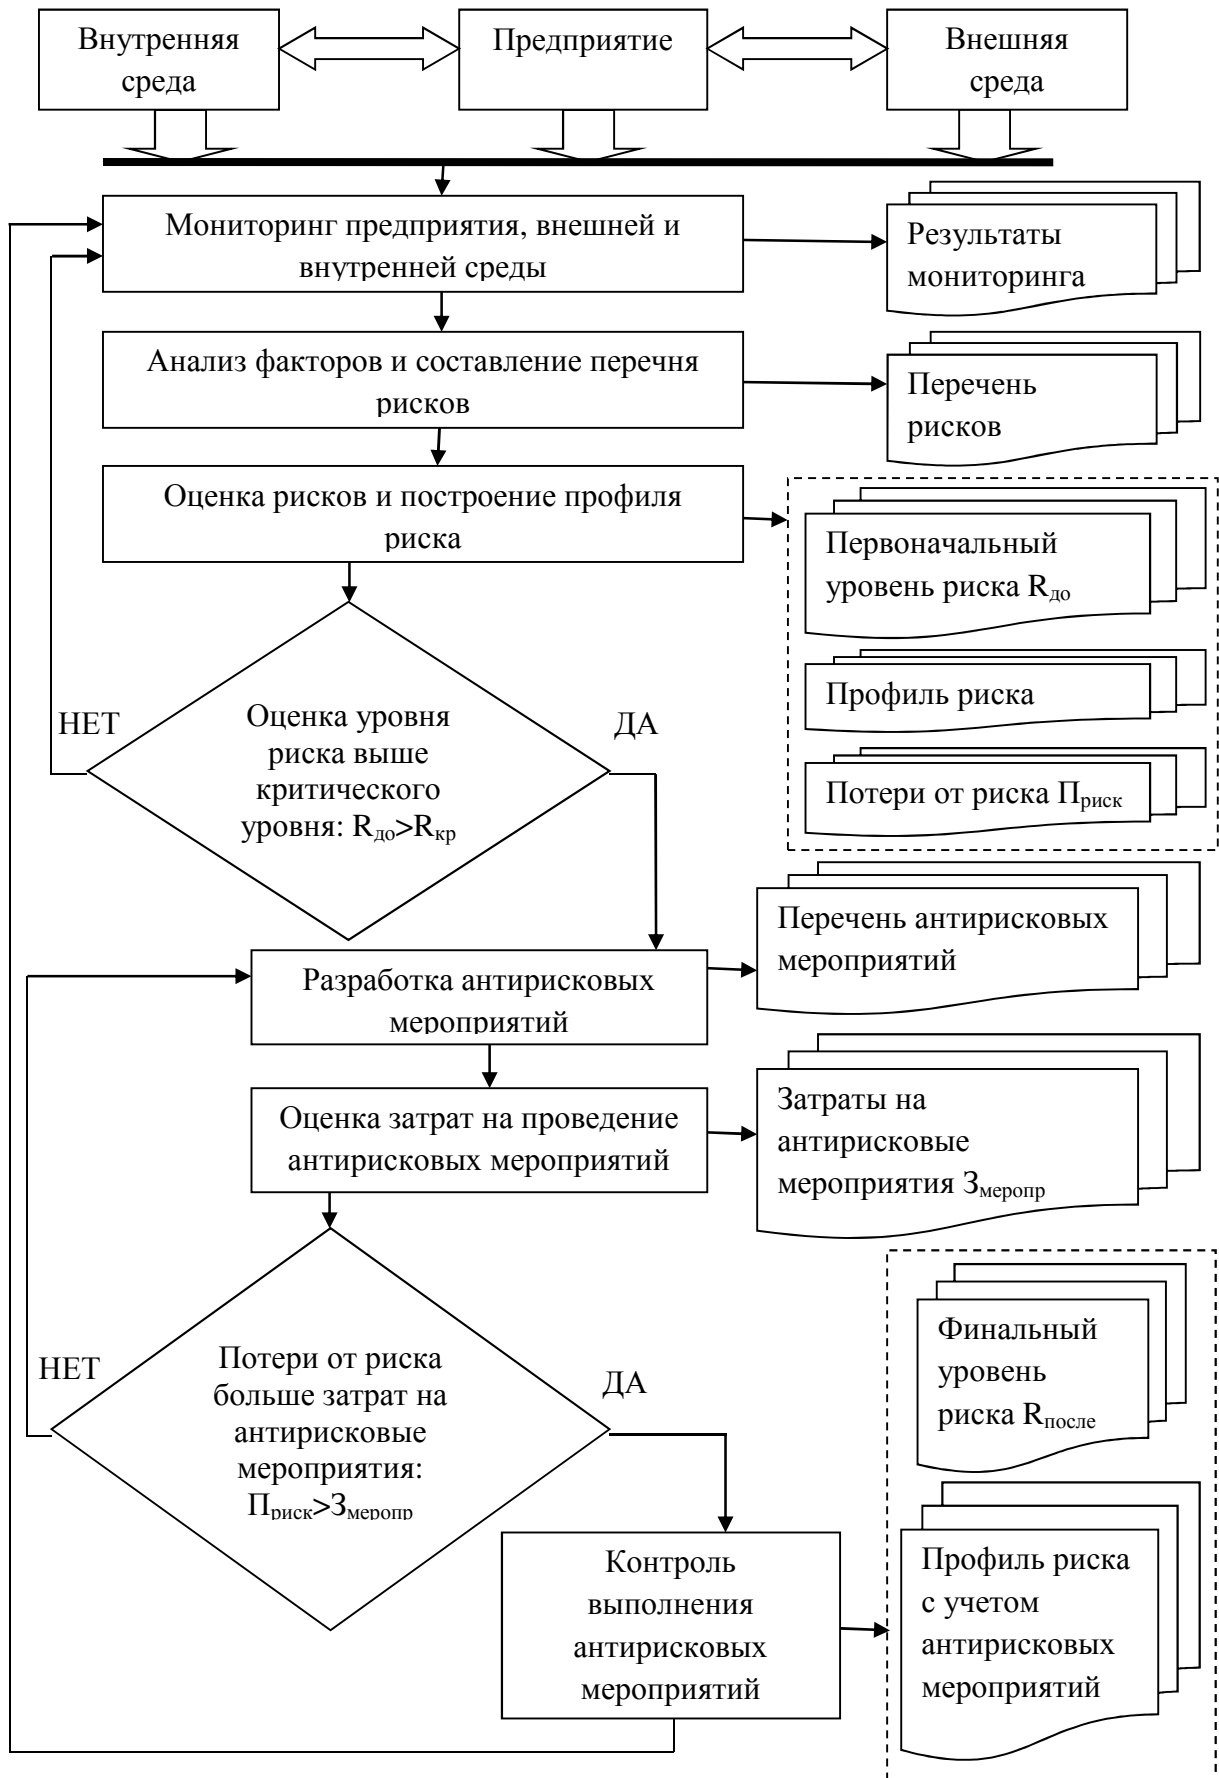 Внутренняя
среда
Предприятие
Внешняя
среда
Мониторинг предприятия, внешней и
внутренней среды
Результаты
мониторинга
Анализ факторов и составление перечня
рисков
Перечень
рисков
Оценка рисков и построение профиля
риска
Первоначальный
уровень риска Rдо
Профиль риска
Потери от рискаПриск
НЕТ
Оценка уровня
риска выше
критического
уровня: Rдо>Rкр
ДА
Разработка антирисковых
мероприятий
Перечень антирисковых
мероприятий
Оценка затрат на проведение
антирисковых мероприятий
Затраты на
антирисковые
мероприятия Змеропр
НЕТ
Потери от риска
больше затрат на
антирисковые
мероприятия:
Приск>Змеропр
ДА
Финальный
уровень
риска Rпосле
Контроль
выполнения
антирисковых
мероприятий
Профиль риска
с учетом
антирисковых
мероприятий